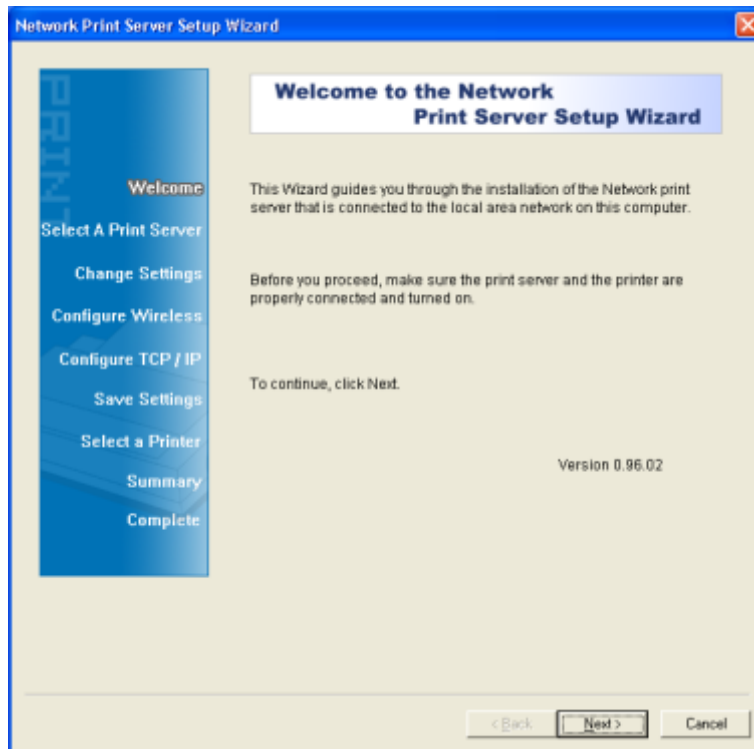 Network Print Server Setup Wizard
PRINT
Welcome
Select A Print Server
Change Settings
Configure Wireless
Configure TCP / IP
Save Settings
Select a Printer
Summary
Complete
Welcome to the Network
Print Server Setup Wizard
This Wizard guides you through the installation of the Network print
server that is connected to the local area network on this computer.
Before you proceed, make sure the print server and the printer are
properly connected and turned on.
To continue, click Next.
Version 0.96.02
< Back
Next >
Cancel